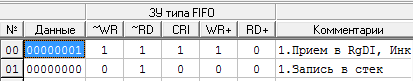 ЗУ типа FIFO
№ Данные ~WR ~RD CRI WR+ RD+ Комментарии
00 00000001 1 1 1 0 0 1.Прием в RgDI, Инк
01 00000000 0 1 0 0 0 1.Запись в стек